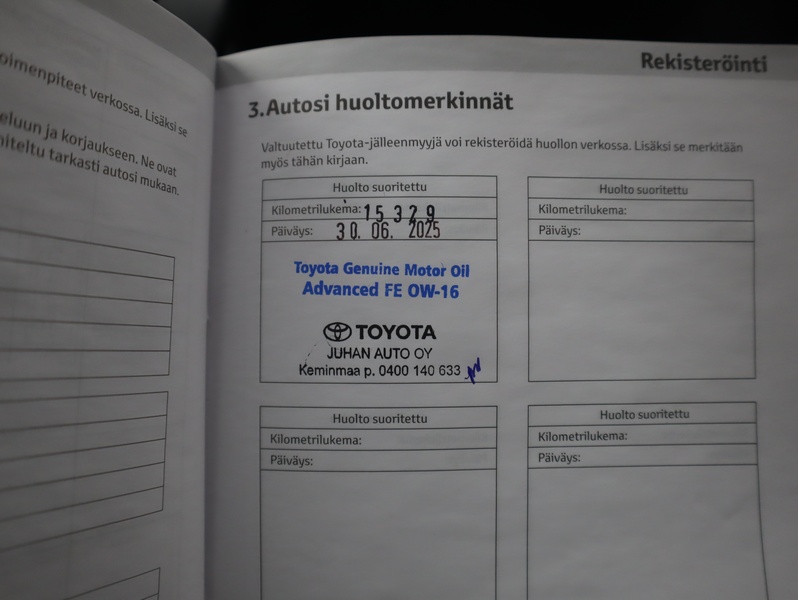 oimenpiteet verkossa. Lisäksi se
eluun ja korjaukseen. Ne ovat
niteltu tarkasti autosi mukaan.
Rekisteröinti
3.Autosi huoltomerkinnät
Valtuutettu Toyota-jälleenmyyjä voi rekisteröidä huollon verkossa. Lisäksi se merkitään
myös tähän kirjaan.
Huolto suoritettu
Kilometrilukema: 15 329
Päiväys: 30. 06. 2025
Toyota Genuine Motor Oil
Advanced FE 0W-16
TOYOTA
JUHAN AUTO OY
Keminmaa p. 0400 140 633
Huolto suoritettu
Kilometrilukema:
Päiväys:
Huolto suoritettu
Kilometrilukema:
Päiväys:
Huolto suoritettu
Kilometrilukema:
Päiväys: